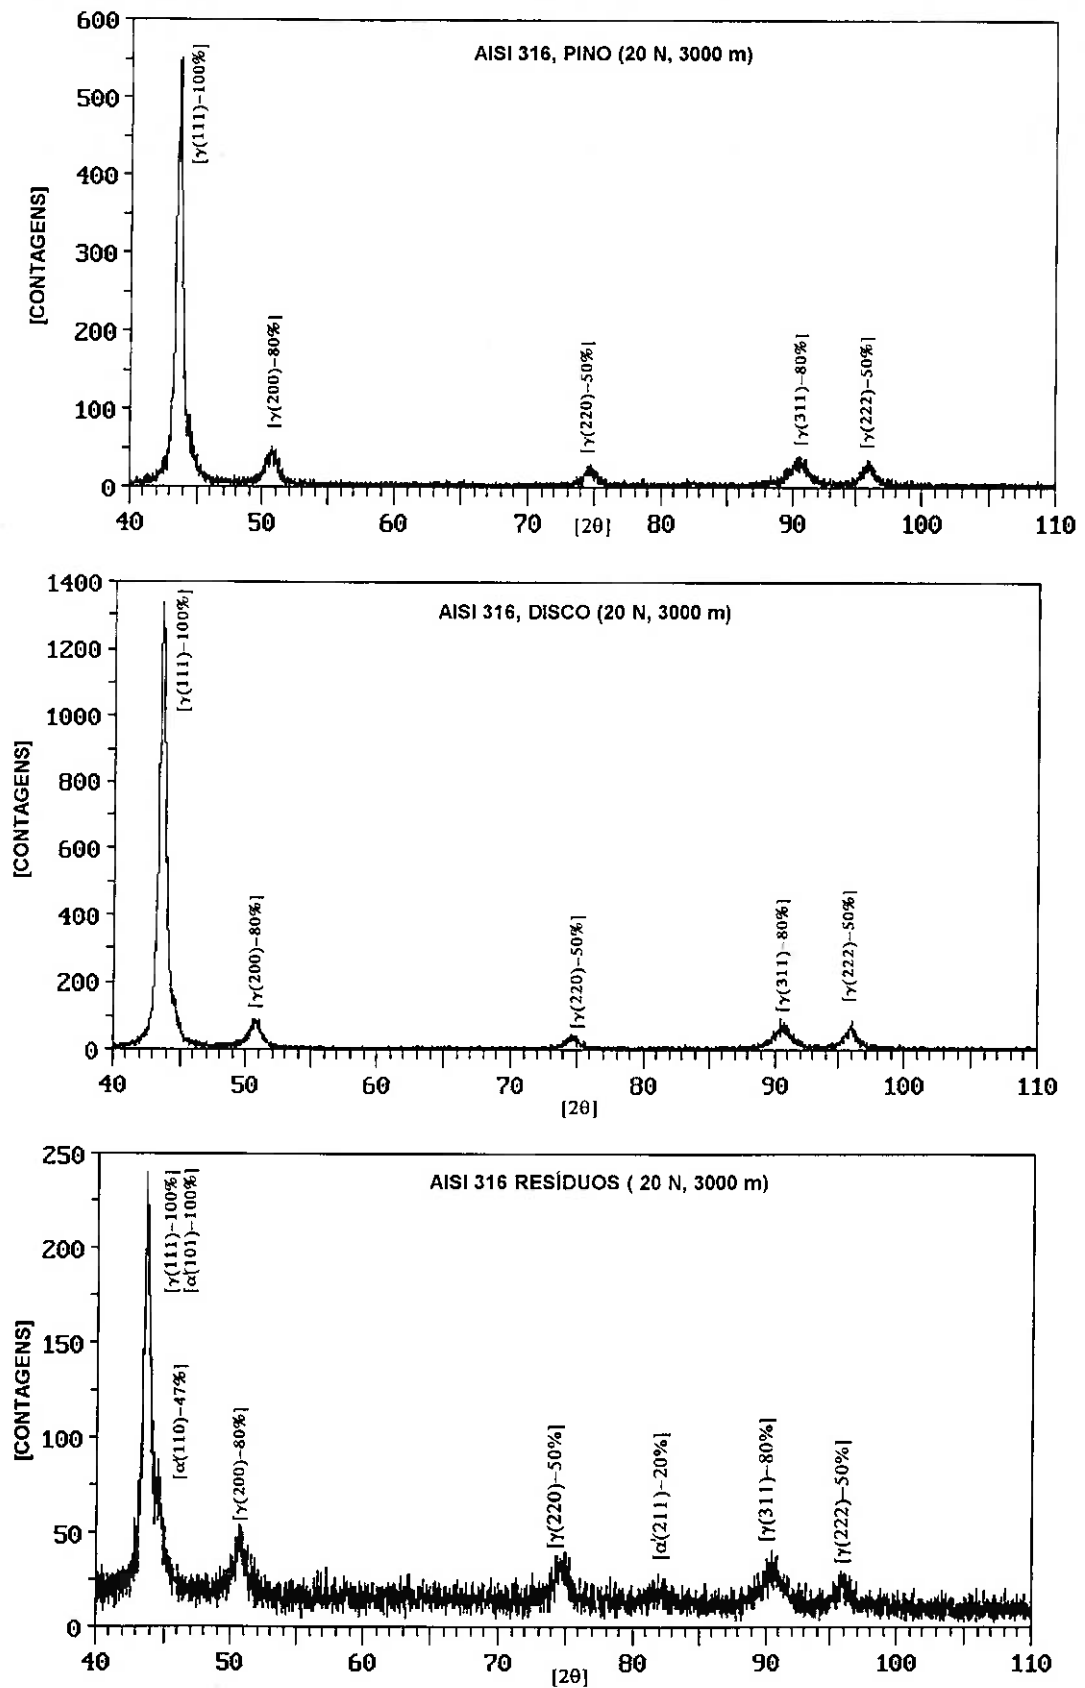 AISI 316, PINO (20 N, 3000 m)
[CONTAGENS]
600
500
400
300
200
100
0
[γ(111)–100%]
[γ(200)–80%]
[γ(220)–50%]
[γ(311)–80%]
[γ(222)–50%]
40 50 60 70 80 90 100 110
[2θ]
AISI 316, DISCO (20 N, 3000 m)
[CONTAGENS]
1400
1200
1000
800
600
400
200
0
[γ(111)–100%]
[γ(200)–80%]
[γ(220)–50%]
[γ(311)–80%]
[γ(222)–50%]
40 50 60 70 80 90 100 110
[2θ]
AISI 316 RESÍDUOS ( 20 N, 3000 m)
[CONTAGENS]
250
200
150
100
50
0
[γ(111)–100%]
[α'(101)–100%]
[α'(110)–47%]
[γ(200)–80%]
[γ(220)–50%]
[α'(211)–20%]
[γ(311)–80%]
[γ(222)–50%]
40 50 60 70 80 90 100 110
[2θ]